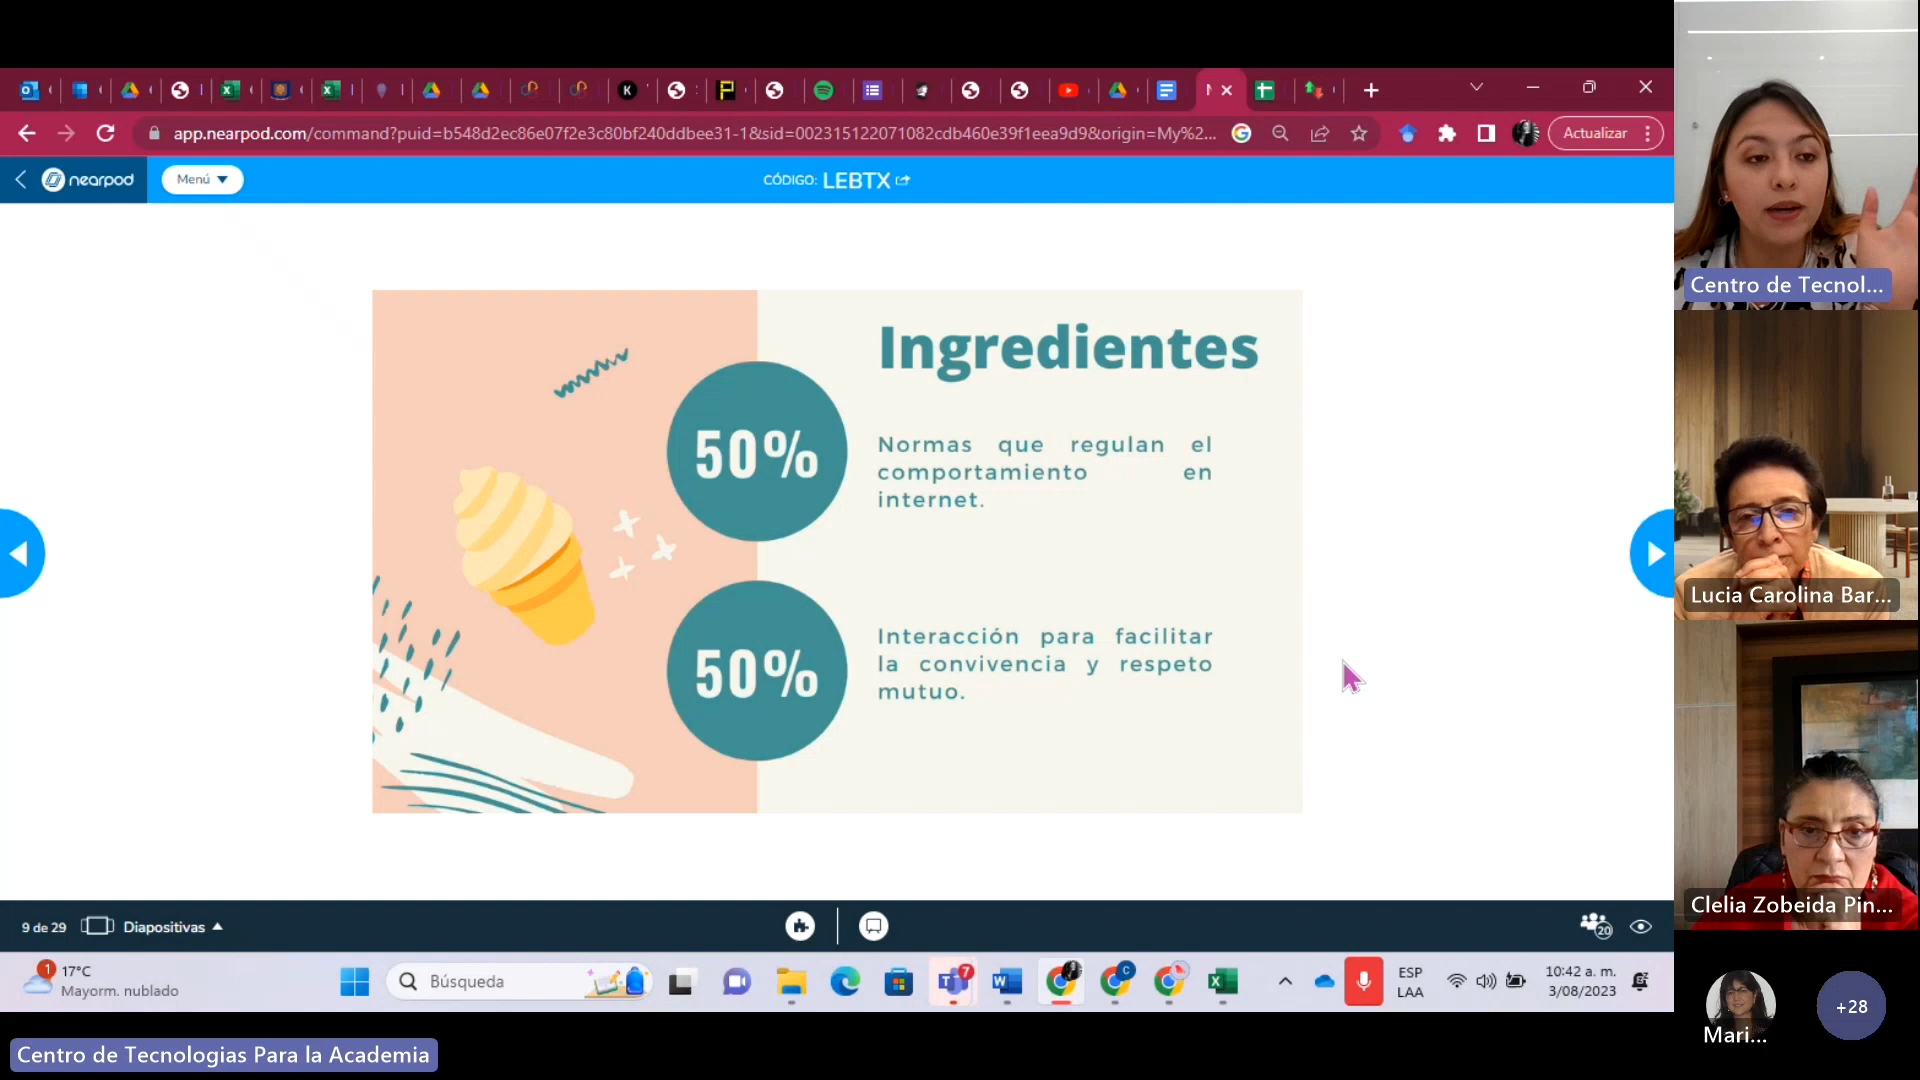 app.nearpod.com/command?puid=b548d2ec86e07f2e3c80bf240ddbee31-1&sid=002315122071082cdb460e39f1eea9d9&origin=My%2...
Actualizar
nearpod
Menú
CÓDIGO: LEBTX
Ingredientes
50%
Normas que regulan el
comportamiento en
internet.
50%
Interacción para facilitar
la convivencia y respeto
mutuo.
9 de 29
Diapositivas
20
1
17°C
Mayorm. nublado
Búsqueda
7
C
ESP
LAA
10:42 a. m.
3/08/2023
Centro de Tecnologias Para la Academia
Centro de Tecnol...
Lucia Carolina Bar...
Clelia Zobeida Pin...
Mari...
+28